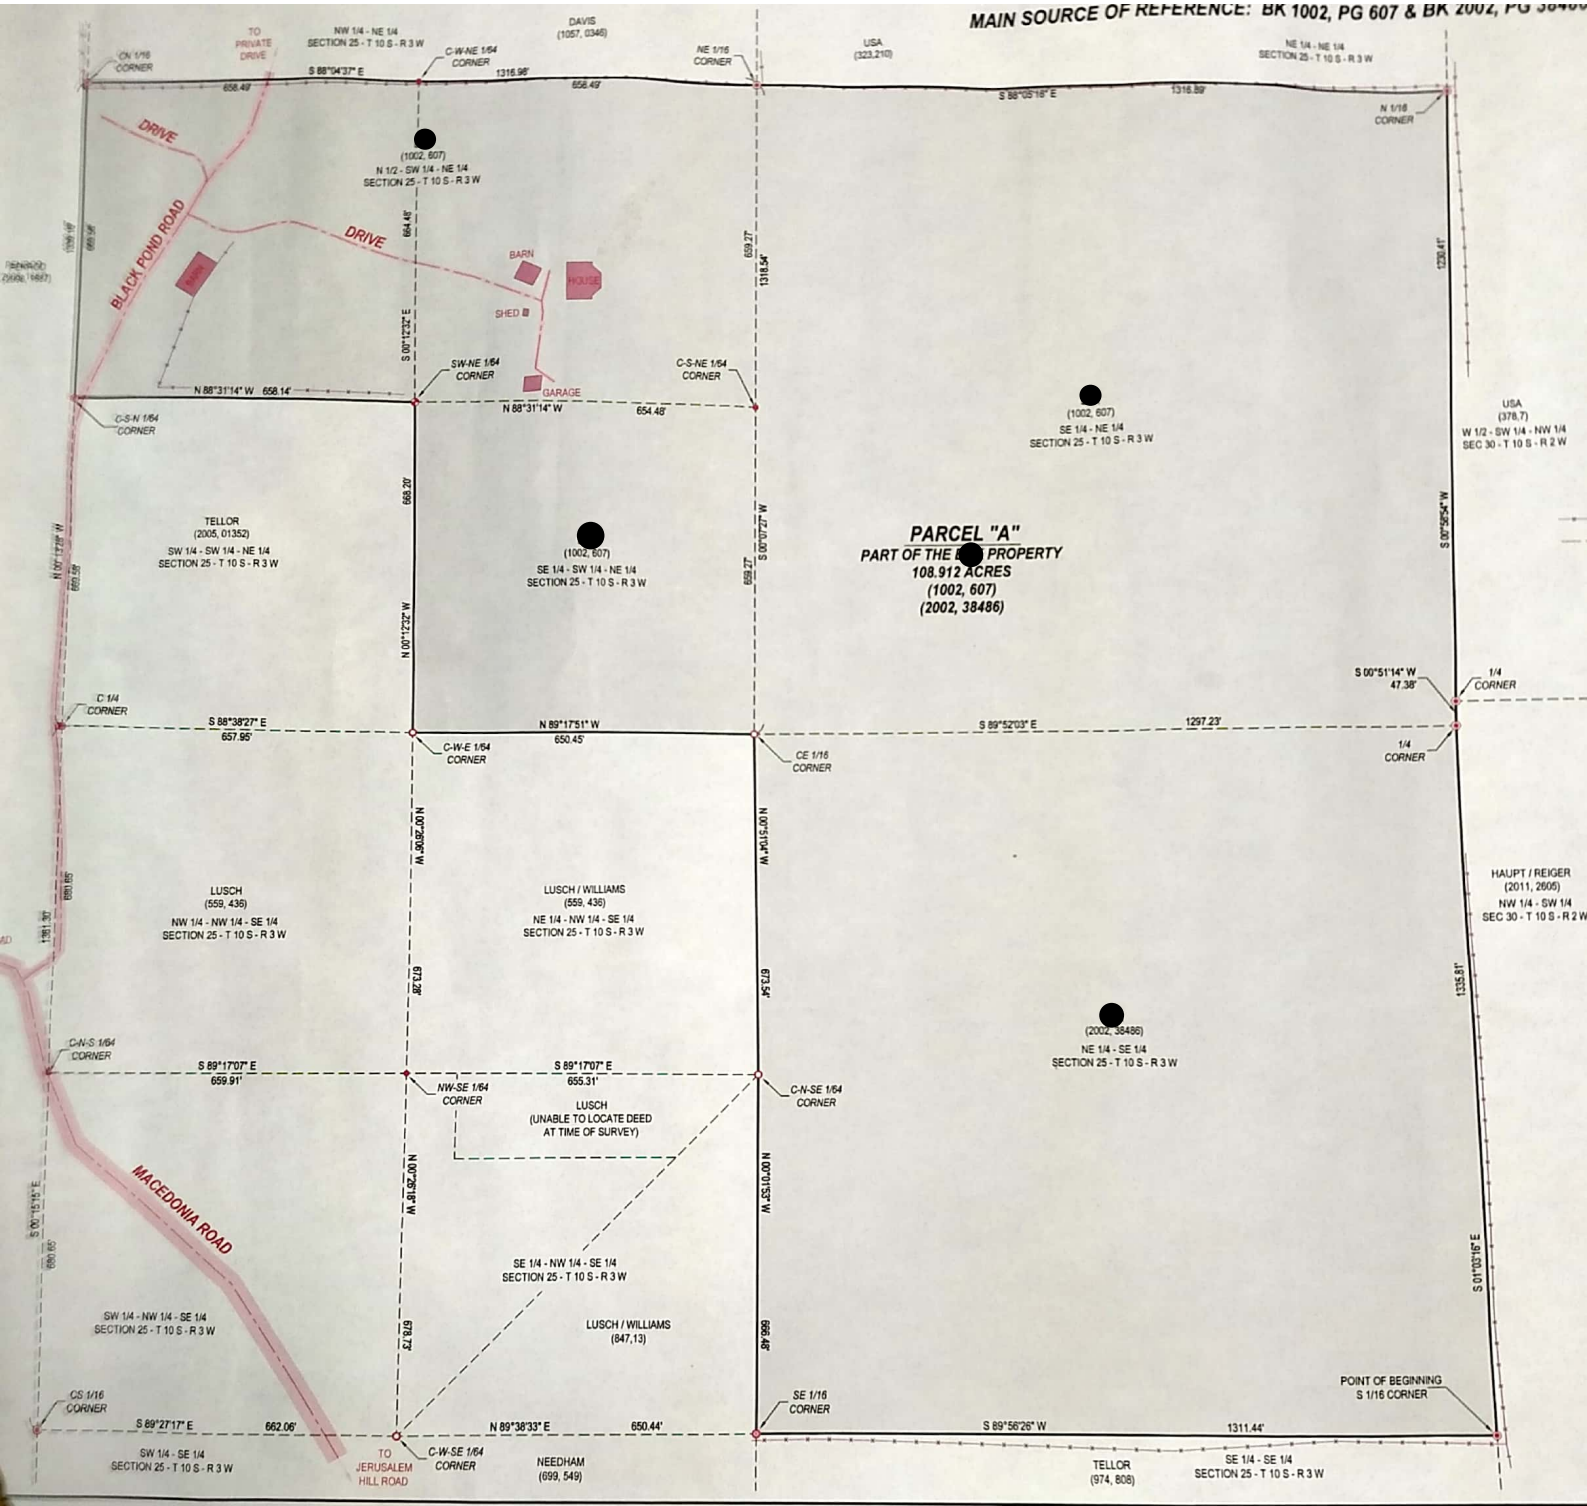 MAIN SOURCE OF REFERENCE: BK 1002, PG 607 & BK 2002, PG 38486
DAVIS
(1057, 0346)
TO
PRIVATE
DRIVE
NW 1/4 - NE 1/4
SECTION 25 - T 10 S - R 3 W
USA
(323,210)
NE 1/4 - NE 1/4
SECTION 25 - T 10 S - R 3 W
CN 1/16
CORNER
C-W-NE 1/64
CORNER
NE 1/16
CORNER
N 1/16
CORNER
S 88°04'37" E
1316.98'
658.49'
658.49'
S 88°05'16" E
1316.89'
DRIVE
(1002, 607)
N 1/2 - SW 1/4 - NE 1/4
SECTION 25 - T 10 S - R 3 W
BLACK POND ROAD
DRIVE
664.48'
S 00°12'32" E
659.27'
1318.54'
1230.41'
BARN
BARN
HOUSE
SHED
GARAGE
SW-NE 1/64
CORNER
C-S-NE 1/64
CORNER
N 88°31'14" W 658.14'
N 88°31'14" W
654.48'
C-S-N 1/64
CORNER
(1002, 607)
SE 1/4 - NE 1/4
SECTION 25 - T 10 S - R 3 W
USA
(378,7)
W 1/2 - SW 1/4 - NW 1/4
SEC 30 - T 10 S - R 2 W
668.20'
N 00°12'32" W
S 00°07'27" W
659.27'
S 00°58'54" W
TELLOR
(2005, 01352)
SW 1/4 - SW 1/4 - NE 1/4
SECTION 25 - T 10 S - R 3 W
(1002, 607)
SE 1/4 - SW 1/4 - NE 1/4
SECTION 25 - T 10 S - R 3 W
PARCEL "A"
PART OF THE PROPERTY
108.912 ACRES
(1002, 607)
(2002, 38486)
S 00°51'14" W
47.38'
1/4
CORNER
C 1/4
CORNER
S 88°38'27" E
657.95'
C-W-E 1/64
CORNER
N 89°17'51" W
650.45'
CE 1/16
CORNER
S 89°52'03" E
1297.23'
1/4
CORNER
N 00°26'06" W
N 00°51'04" W
LUSCH
(559, 436)
NW 1/4 - NW 1/4 - SE 1/4
SECTION 25 - T 10 S - R 3 W
LUSCH / WILLIAMS
(559, 436)
NE 1/4 - NW 1/4 - SE 1/4
SECTION 25 - T 10 S - R 3 W
HAUPT / REIGER
(2011, 2605)
NW 1/4 - SW 1/4
SEC 30 - T 10 S - R 2 W
680.65'
1361.30'
673.28'
673.54'
1335.81'
C-N-S 1/64
CORNER
S 89°17'07" E
659.91'
NW-SE 1/64
CORNER
S 89°17'07" E
655.31'
C-N-SE 1/64
CORNER
(2002, 38486)
NE 1/4 - SE 1/4
SECTION 25 - T 10 S - R 3 W
LUSCH
(UNABLE TO LOCATE DEED
AT TIME OF SURVEY)
MACEDONIA ROAD
S 00°15'15" E
680.65'
N 00°26'18" W
678.73'
N 00°01'53" W
666.48'
S 01°03'16" E
SE 1/4 - NW 1/4 - SE 1/4
SECTION 25 - T 10 S - R 3 W
SW 1/4 - NW 1/4 - SE 1/4
SECTION 25 - T 10 S - R 3 W
LUSCH / WILLIAMS
(847,13)
CS 1/16
CORNER
SE 1/16
CORNER
POINT OF BEGINNING
S 1/16 CORNER
S 89°27'17" E
662.06'
N 89°38'33" E
650.44'
S 89°56'26" W
1311.44'
SW 1/4 - SE 1/4
SECTION 25 - T 10 S - R 3 W
TO
JERUSALEM
HILL ROAD
C-W-SE 1/64
CORNER
NEEDHAM
(699, 549)
TELLOR
(974, 808)
SE 1/4 - SE 1/4
SECTION 25 - T 10 S - R 3 W